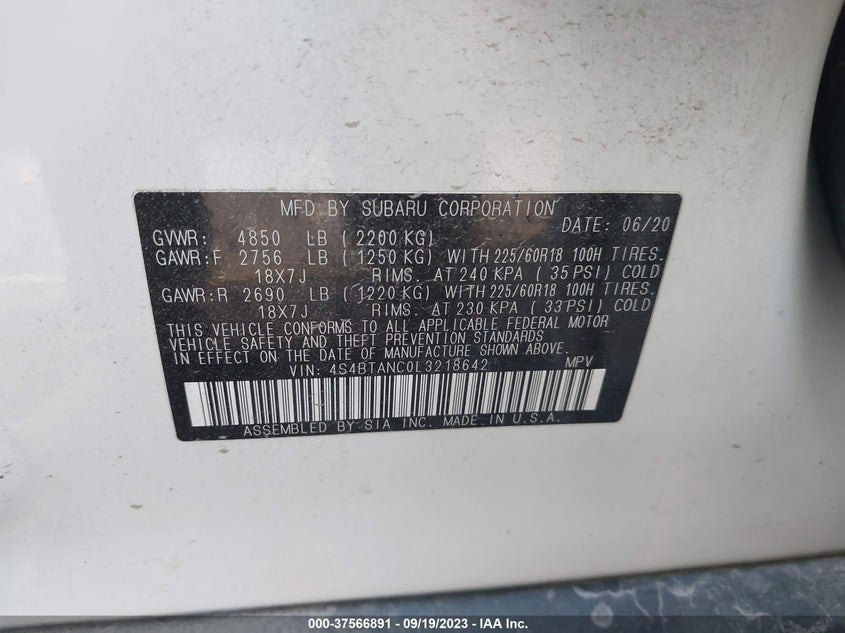 MFD BY SUBARU CORPORATION
DATE: 06/20
GVWR: 4850 LB (2200 KG)
GAWR:F 2756 LB (1250 KG) WITH 225/60R18 100H TIRES.
18X7J RIMS. AT 240 KPA (35 PSI) COLD
GAWR:R 2690 LB (1220 KG) WITH 225/60R18 100H TIRES.
18X7J RIMS. AT 230 KPA (33 PSI) COLD
THIS VEHICLE CONFORMS TO ALL APPLICABLE FEDERAL MOTOR
VEHICLE SAFETY AND THEFT PREVENTION STANDARDS
IN EFFECT ON THE DATE OF MANUFACTURE SHOWN ABOVE.
VIN: 4S4BTANC0L3218642 MPV
ASSEMBLED BY SIA INC. MADE IN U.S.A.
000-37566891 / 09/19/2023 - IAA Inc.